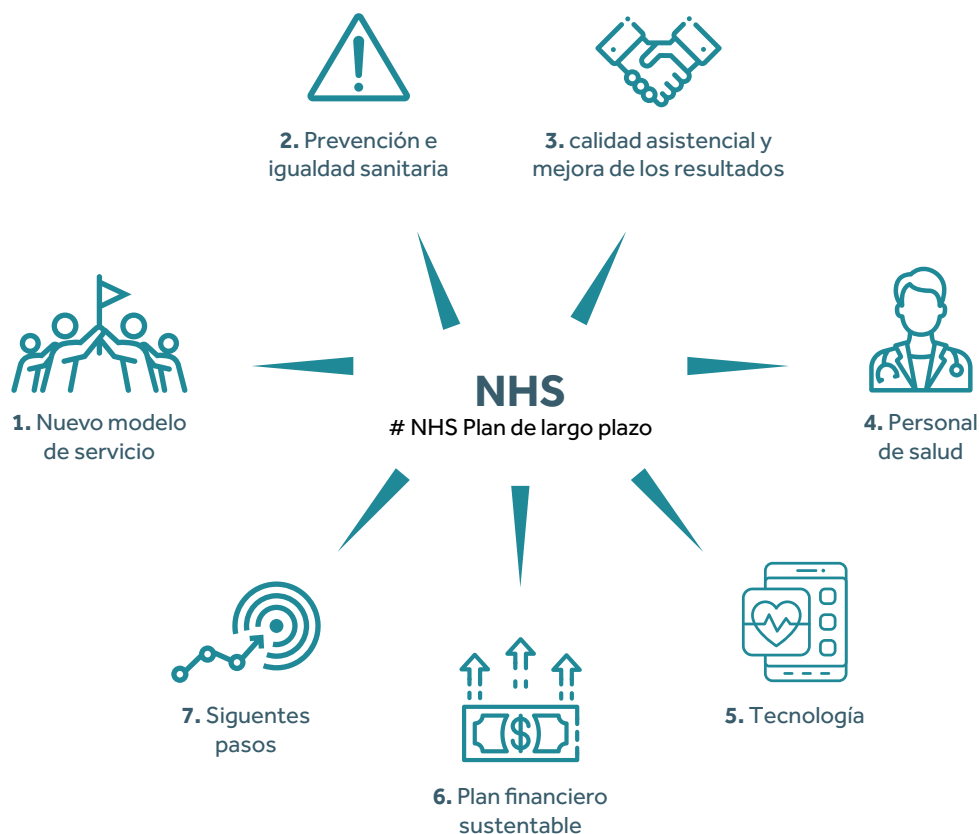 2. Prevención e
igualdad sanitaria
3. calidad asistencial y
mejora de los resultados
1. Nuevo modelo
de servicio
NHS
# NHS Plan de largo plazo
4. Personal
de salud
7. Siguentes
pasos
5. Tecnología
$
6. Plan financiero
sustentable